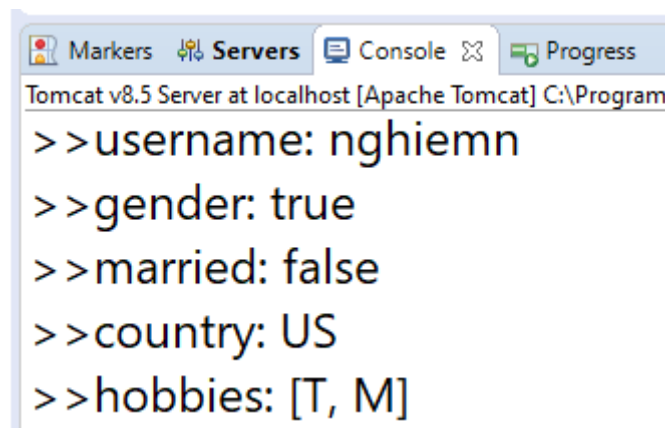 Markers Servers Console Progress
Tomcat v8.5 Server at localhost [Apache Tomcat] C:\Program
>>username: nghiemn
>>gender: true
>>married: false
>>country: US
>>hobbies: [T, M]